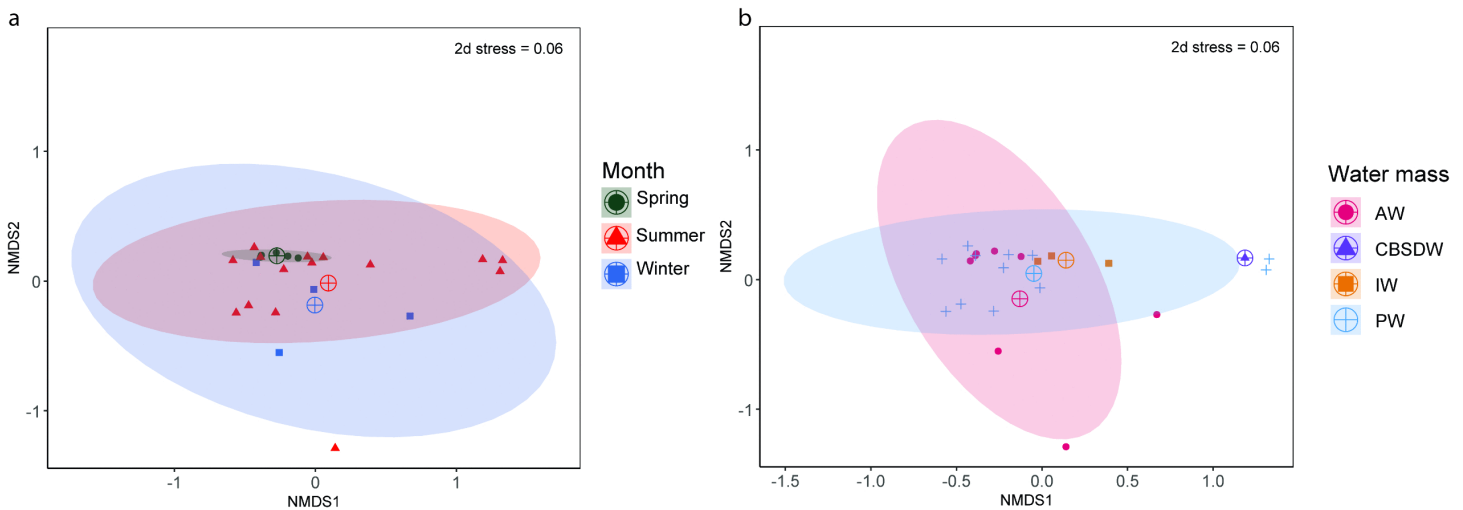 a
2d stress = 0.06
NMDS2
1
0
-1
-1
0
1
NMDS1
Month
Spring
Summer
Winter
b
2d stress = 0.06
NMDS2
1
0
-1
-1.5
-1.0
-0.5
0.0
0.5
1.0
NMDS1
Water mass
AW
CBSDW
IW
PW